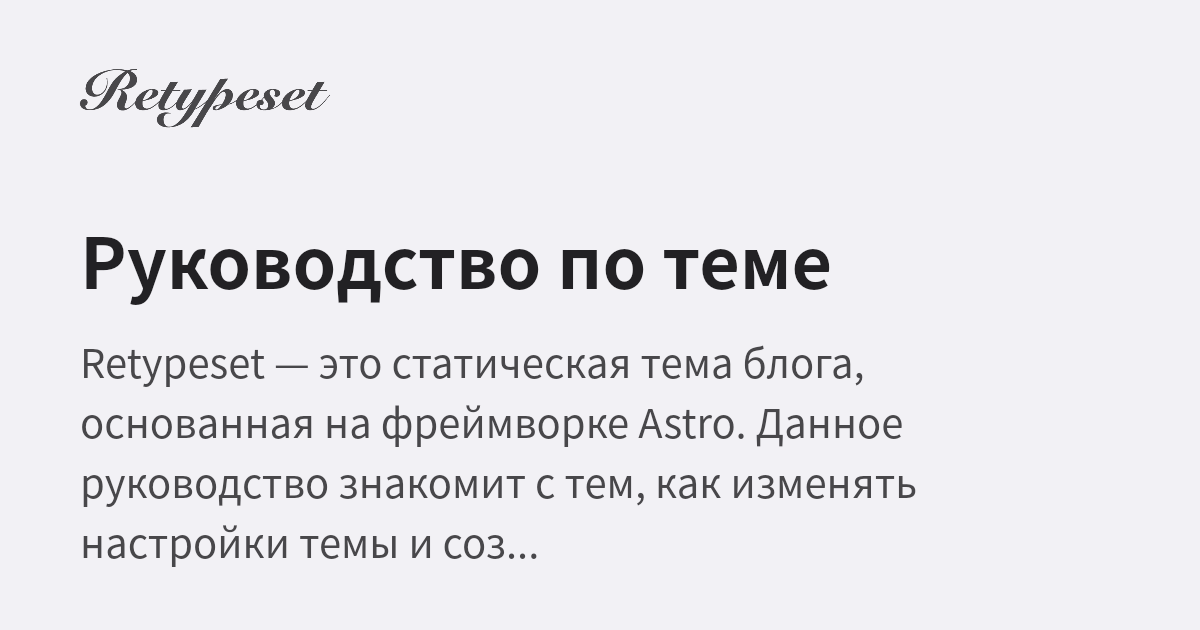 Retypeset
Руководство по теме
Retypeset — это статическая тема блога,
основанная на фреймворке Astro. Данное
руководство знакомит с тем, как изменять
настройки темы и соз...